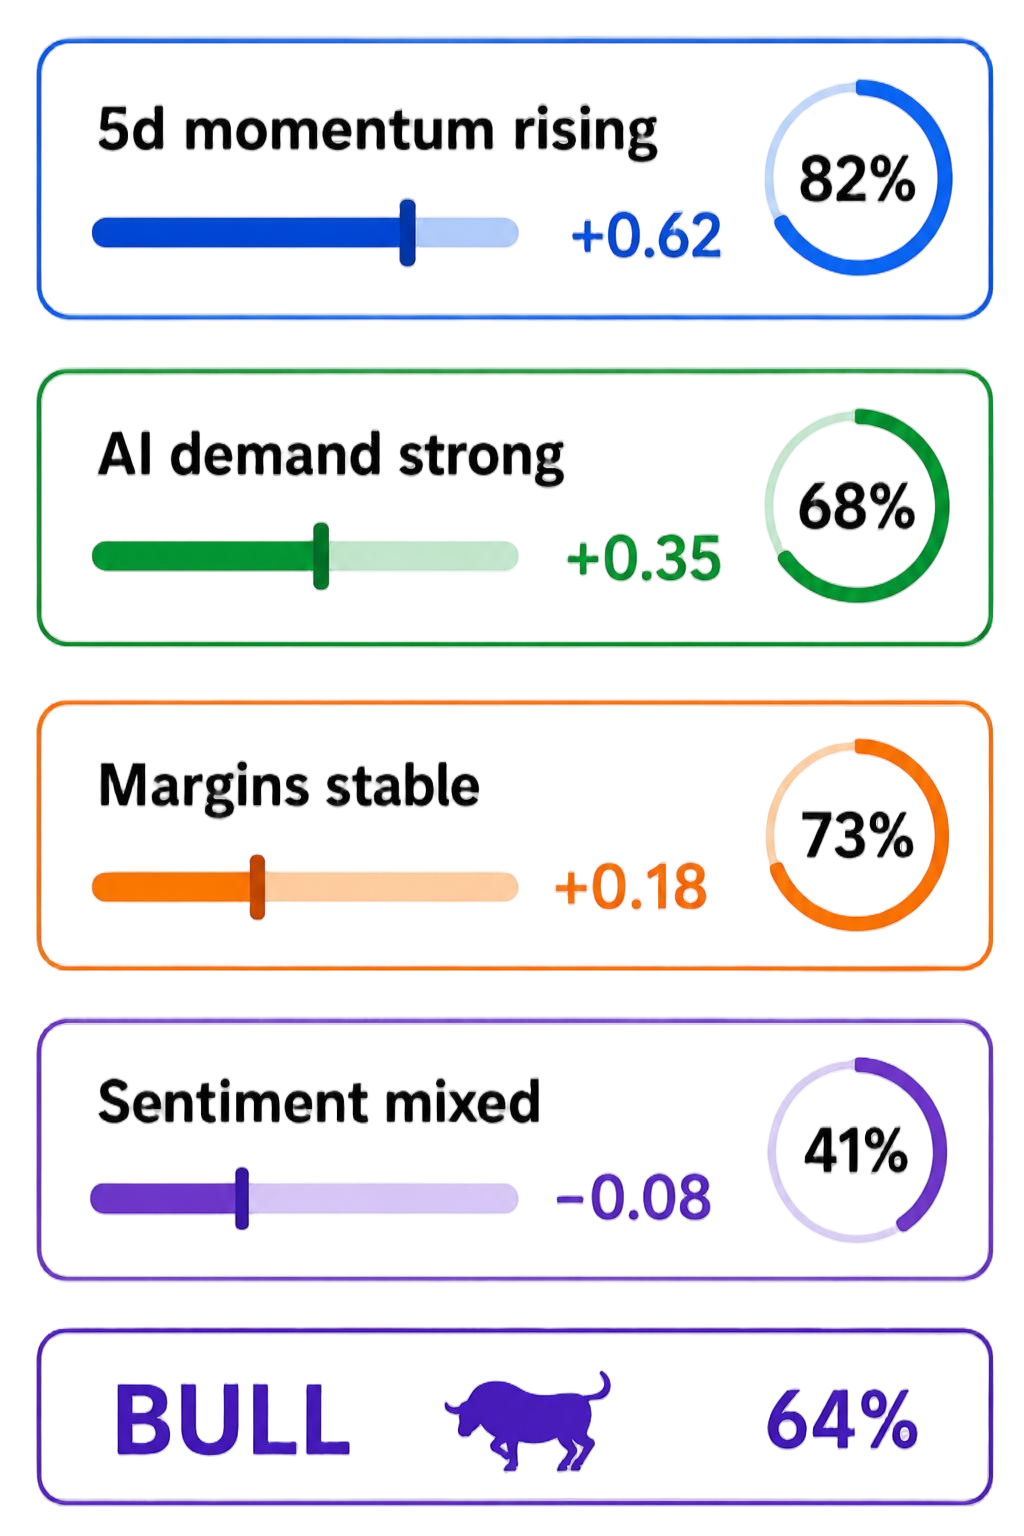 5d momentum rising
+0.62
82%
AI demand strong
+0.35
68%
Margins stable
+0.18
73%
Sentiment mixed
−0.08
41%
BULL 64%